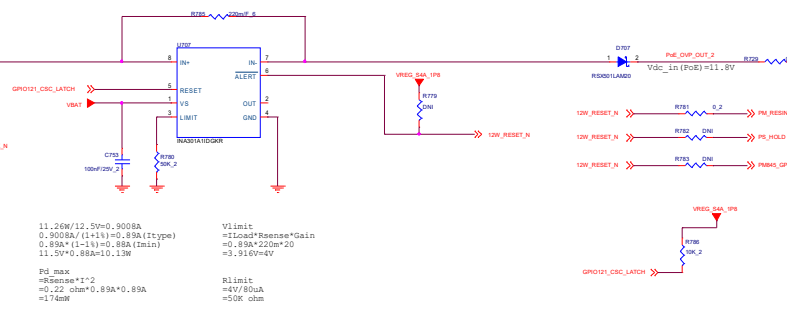 R785
220m/F_6
U707
8
IN+
IN-
7
ALERT
6
GPIO121_CSC_LATCH
5
RESET
VBAT
1
VS
OUT
2
3
LIMIT
GND
4
INA301A1IDGKR
C753
100nF/25V_2
R780
50K_2
VREG_S4A_1P8
R779
DNI
12W_RESET_N
D707
1
2
RSX501LAM20
PoE_OVP_OUT_2
Vdc_in(PoE)=11.8V
R729
12W_RESET_N
R781
0_2
PM_RESIN
12W_RESET_N
R782
DNI
PS_HOLD
12W_RESET_N
R783
DNI
PM845_GP
_N
VREG_S4A_1P8
R786
10K_2
GPIO121_CSC_LATCH
11.26W/12.5V=0.9008A
0.9008A/(1+1%)=0.89A(Itype)
0.89A*(1-1%)=0.88A(Imin)
11.5V*0.88A=10.13W
Pd_max
=Rsense*I^2
=0.22 ohm*0.89A*0.89A
=174mW
Vlimit
=ILoad*Rsense*Gain
=0.89A*220m*20
=3.916V=4V
Rlimit
=4V/80uA
=50K ohm